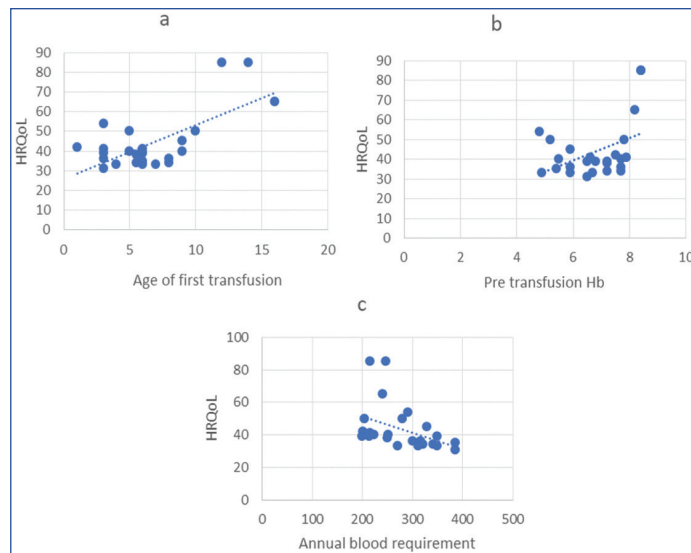 a
90
80
70
60
50
40
30
20
10
0
HRQoL
0 5 10 15 20
Age of first transfusion
b
90
80
70
60
50
40
30
20
10
0
HRQoL
0 2 4 6 8 10
Pre transfusion Hb
c
100
80
60
40
20
0
HRQoL
0 100 200 300 400 500
Annual blood requirement